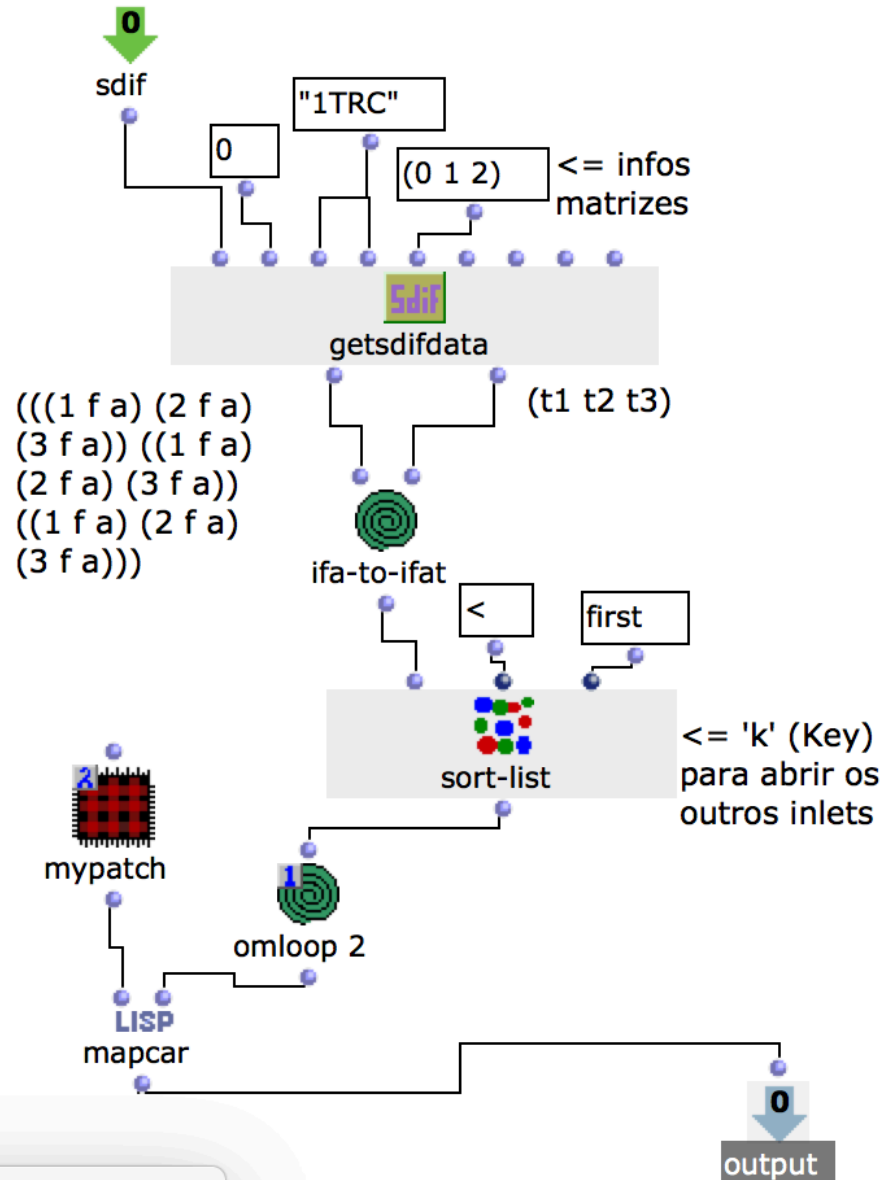 0
sdif
"1TRC"
0
(0 1 2)
<= infos
matrizes
Sdif
getsdifdata
(((1 f a) (2 f a)
(3 f a)) ((1 f a)
(2 f a) (3 f a))
((1 f a) (2 f a)
(3 f a)))
(t1 t2 t3)
ifa-to-ifat
<
first
sort-list
<= 'k' (Key)
para abrir os
outros inlets
λ
mypatch
1
omloop 2
LISP
mapcar
0
output